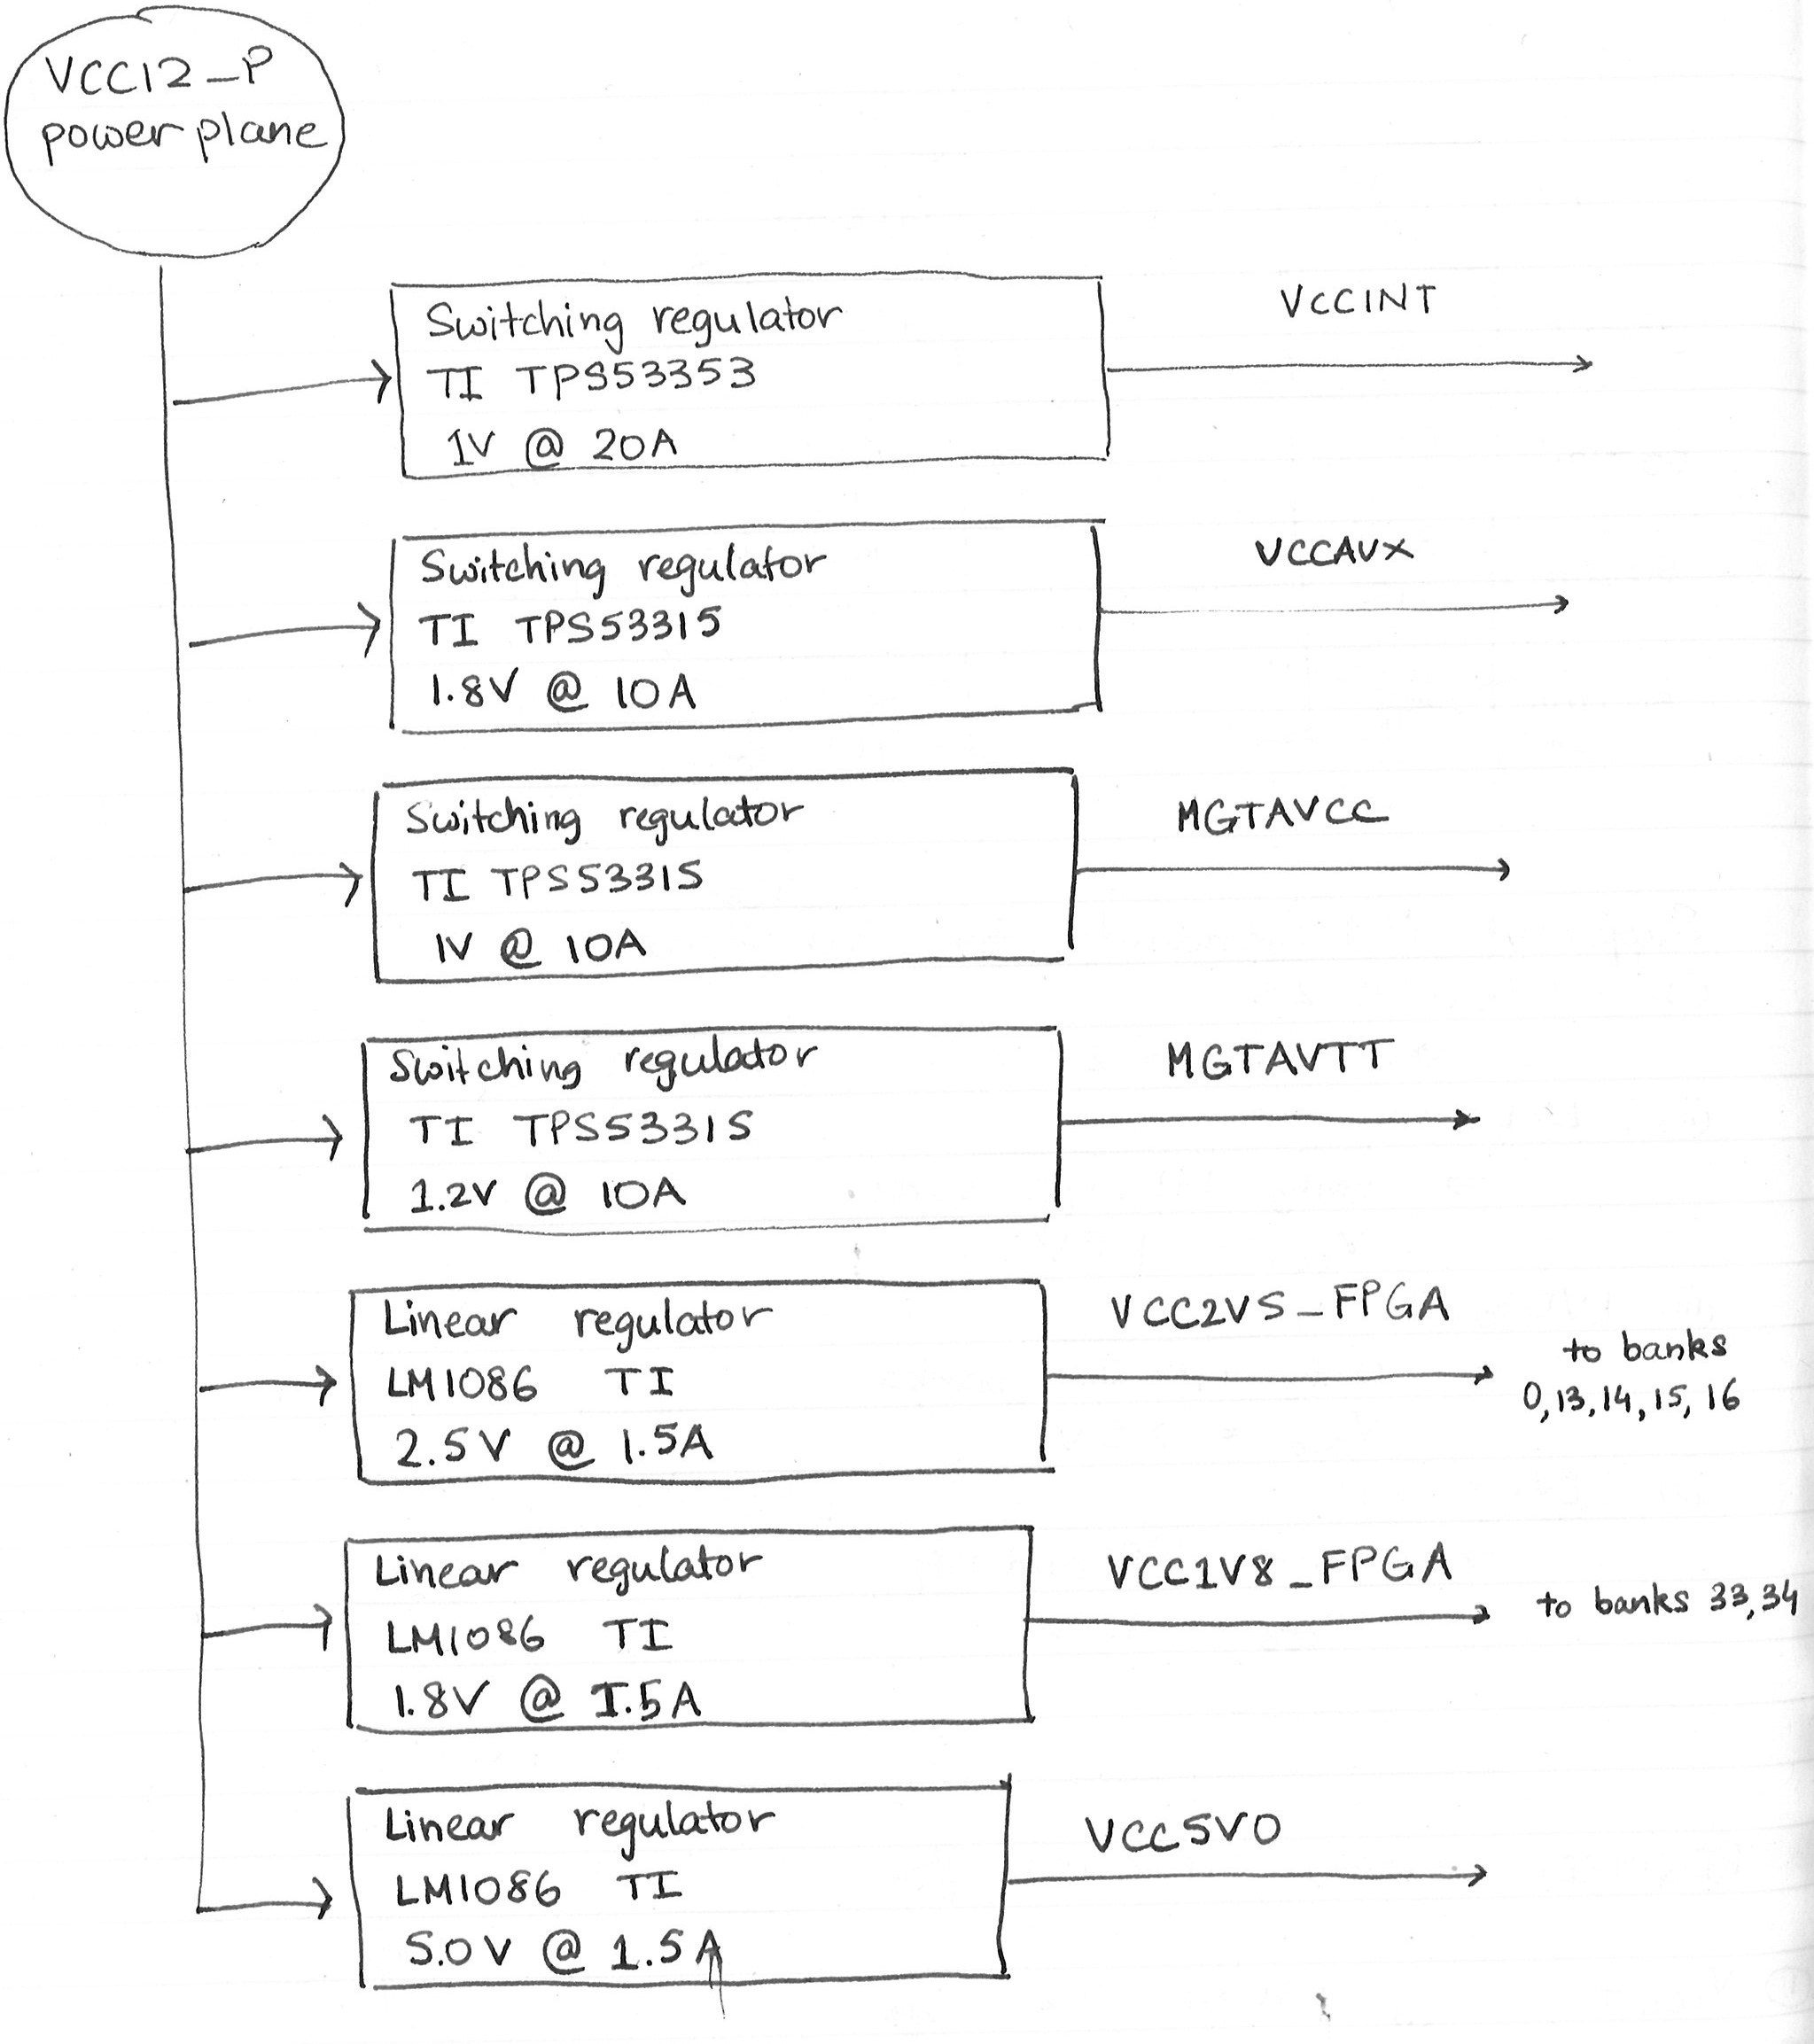 VCC12_P
power plane
Switching regulator
TI TPS53353
1V @ 20A
VCCINT
Switching regulator
TI TPS53315
1.8V @ 10A
VCCAUX
Switching regulator
TI TPS53315
1V @ 10A
MGTAVCC
Switching regulator
TI TPS53315
1.2V @ 10A
MGTAVTT
Linear regulator
LM1086 TI
2.5V @ 1.5A
VCC2V5_FPGA
to banks
0,13,14,15,16
Linear regulator
LM1086 TI
1.8V @ 1.5A
VCC1V8_FPGA
to banks 33,34
Linear regulator
LM1086 TI
5.0V @ 1.5A
VCC5V0